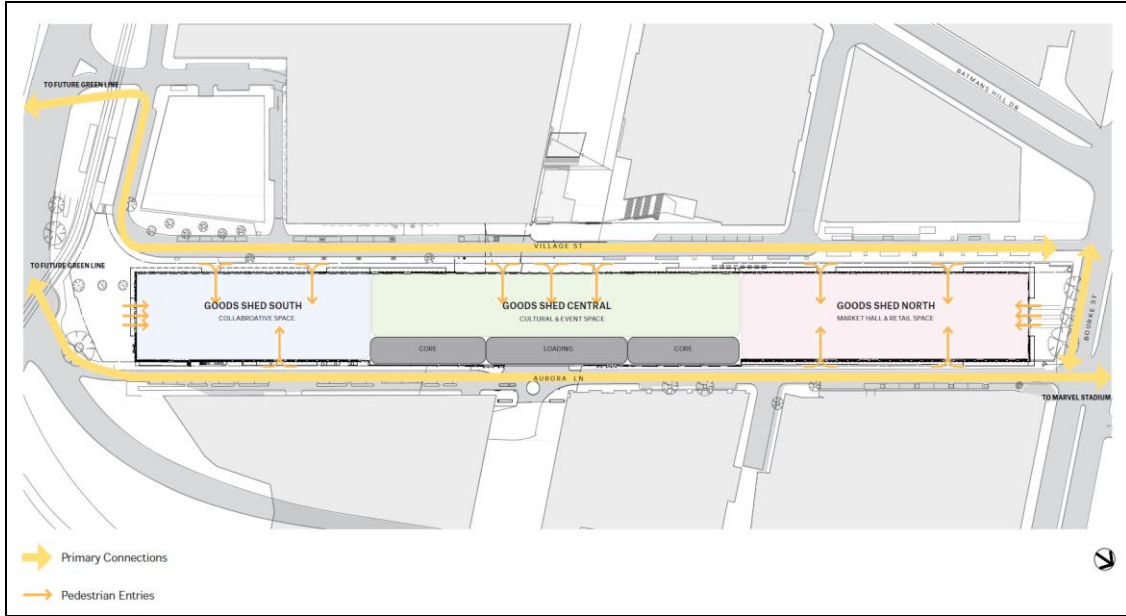 TO FUTURE GREEN LINE
BATMANS HILL DR
VILLAGE ST
TO FUTURE GREEN LINE
GOODS SHED SOUTH
COLLABROATIVE SPACE
GOODS SHED CENTRAL
CULTURAL & EVENT SPACE
GOODS SHED NORTH
MARKET HALL & RETAIL SPACE
BOURKE ST
CORE
LOADING
CORE
AURORA LN
TO MARVEL STADIUM
Primary Connections
Pedestrian Entries